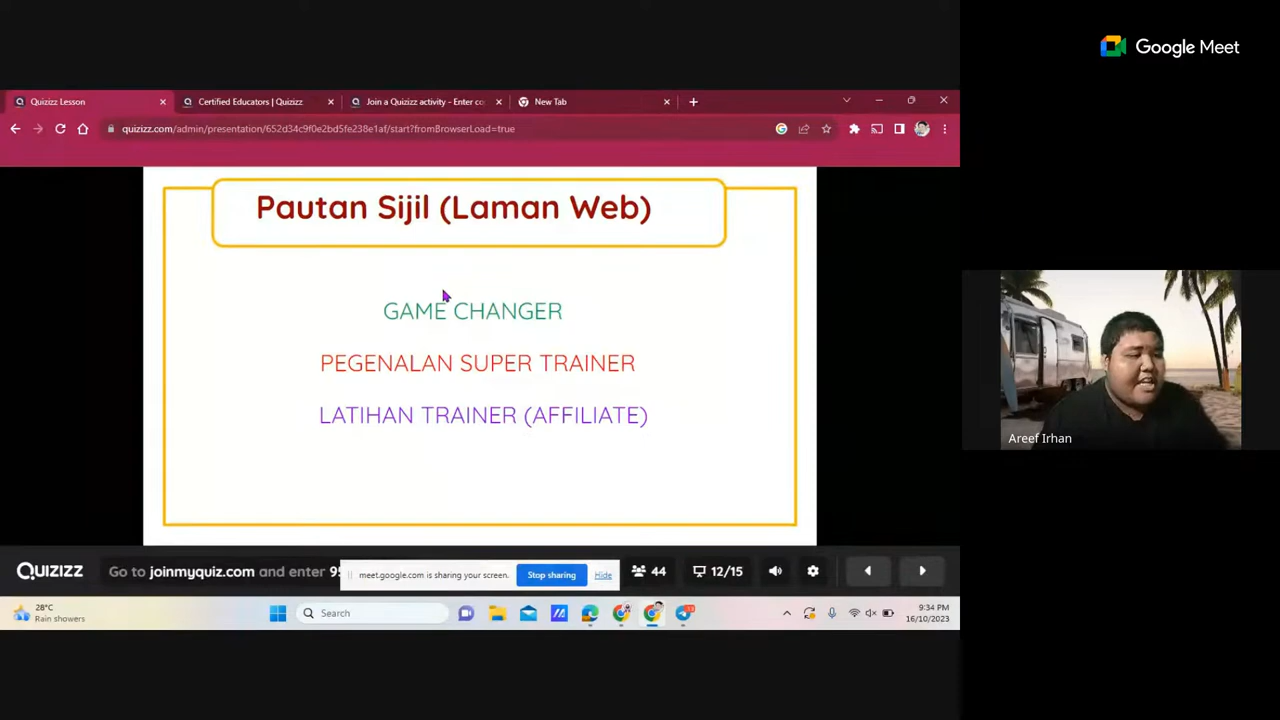 Google Meet
Quizizz Lesson
Certified Educators | Quizizz
Join a Quizizz activity - Enter co
New Tab
quizizz.com/admin/presentation/652d34c9f0e2bd5fe238e1af/start?fromBrowserLoad=true
Pautan Sijil (Laman Web)
GAME CHANGER
PEGENALAN SUPER TRAINER
LATIHAN TRAINER (AFFILIATE)
Areef Irhan
QUIZIZZ Go to joinmyquiz.com and enter 95
meet.google.com is sharing your screen. Stop sharing Hide
44 12/15
28°C
Rain showers
Search
9:34 PM
16/10/2023